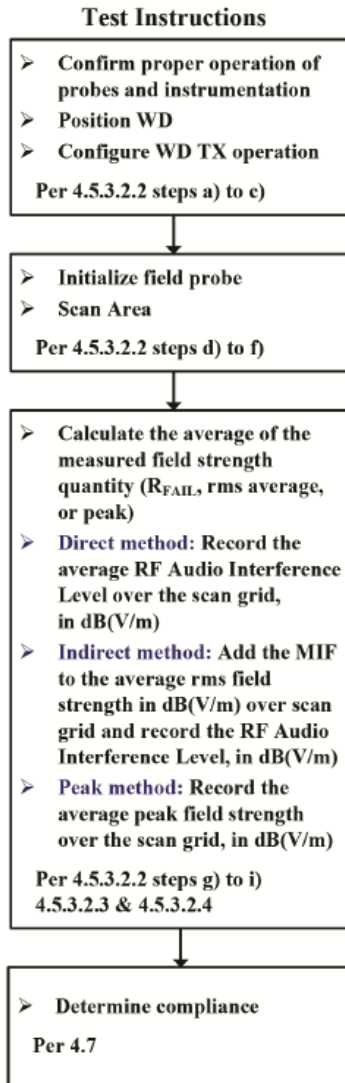 Test Instructions
➢ Confirm proper operation of
probes and instrumentation
➢ Position WD
➢ Configure WD TX operation
Per 4.5.3.2.2 steps a) to c)
➢ Initialize field probe
➢ Scan Area
Per 4.5.3.2.2 steps d) to f)
➢ Calculate the average of the
measured field strength
quantity (RFAIL, rms average,
or peak)
➢ Direct method: Record the
average RF Audio Interference
Level over the scan grid,
in dB(V/m)
➢ Indirect method: Add the MIF
to the average rms field
strength in dB(V/m) over scan
grid and record the RF Audio
Interference Level, in dB(V/m)
➢ Peak method: Record the
average peak field strength
over the scan grid, in dB(V/m)
Per 4.5.3.2.2 steps g) to i)
4.5.3.2.3 & 4.5.3.2.4
➢ Determine compliance
Per 4.7